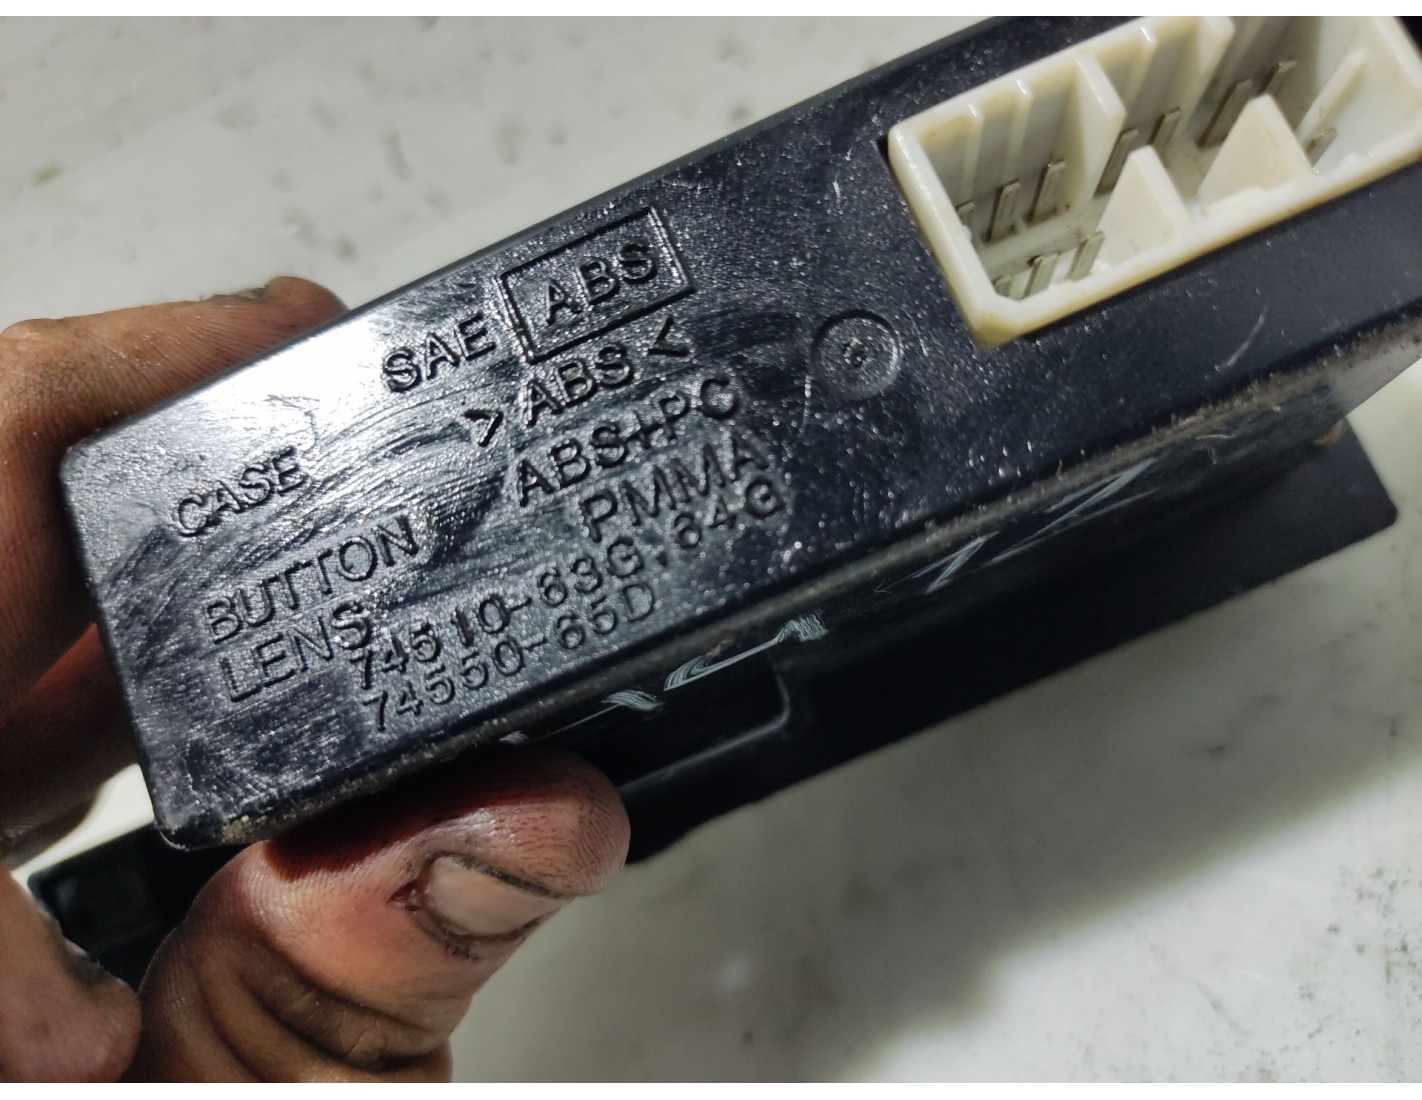 SAE ABS
CASE >ABS<
BUTTON ABS+PC
LENS PMMA
74510-63G.64G
74550-65D